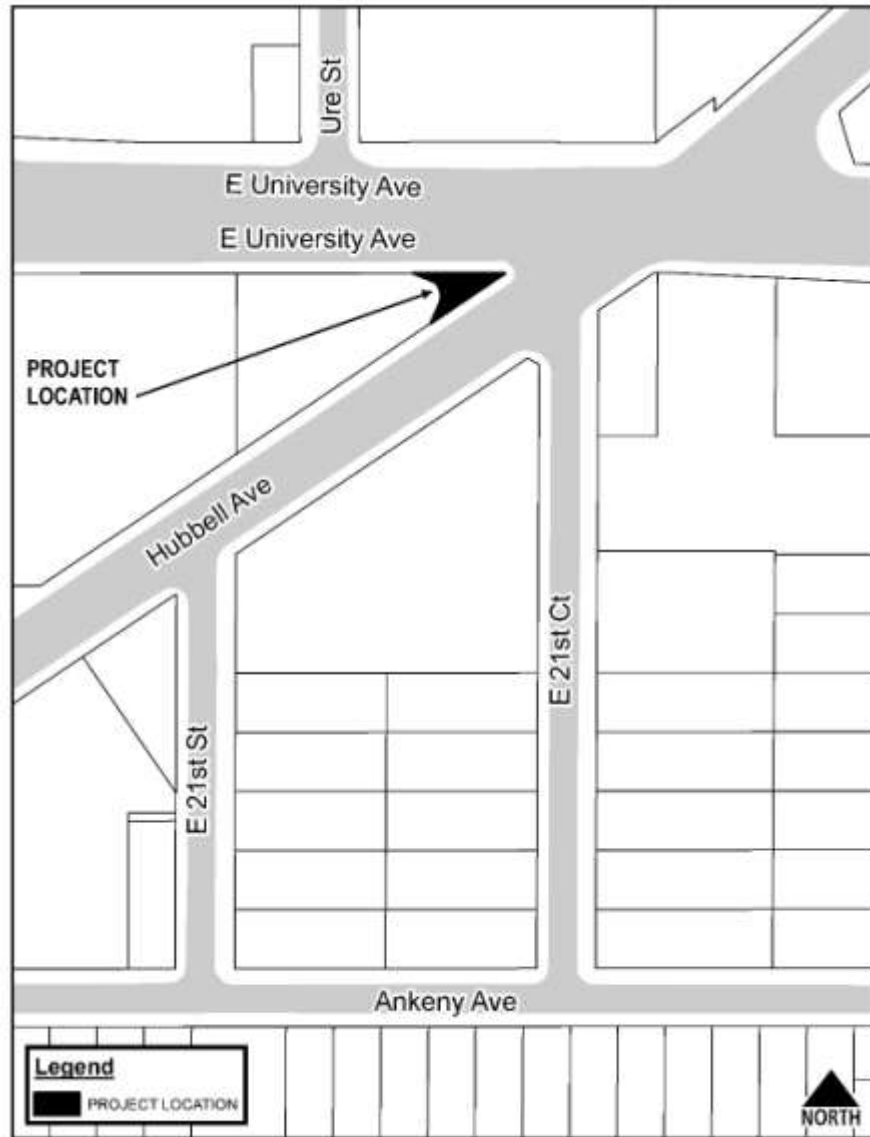 Ure St
E University Ave
E University Ave
PROJECT
LOCATION
Hubbell Ave
E 21st Ct
E 21st St
Ankeny Ave
Legend
PROJECT LOCATION
NORTH